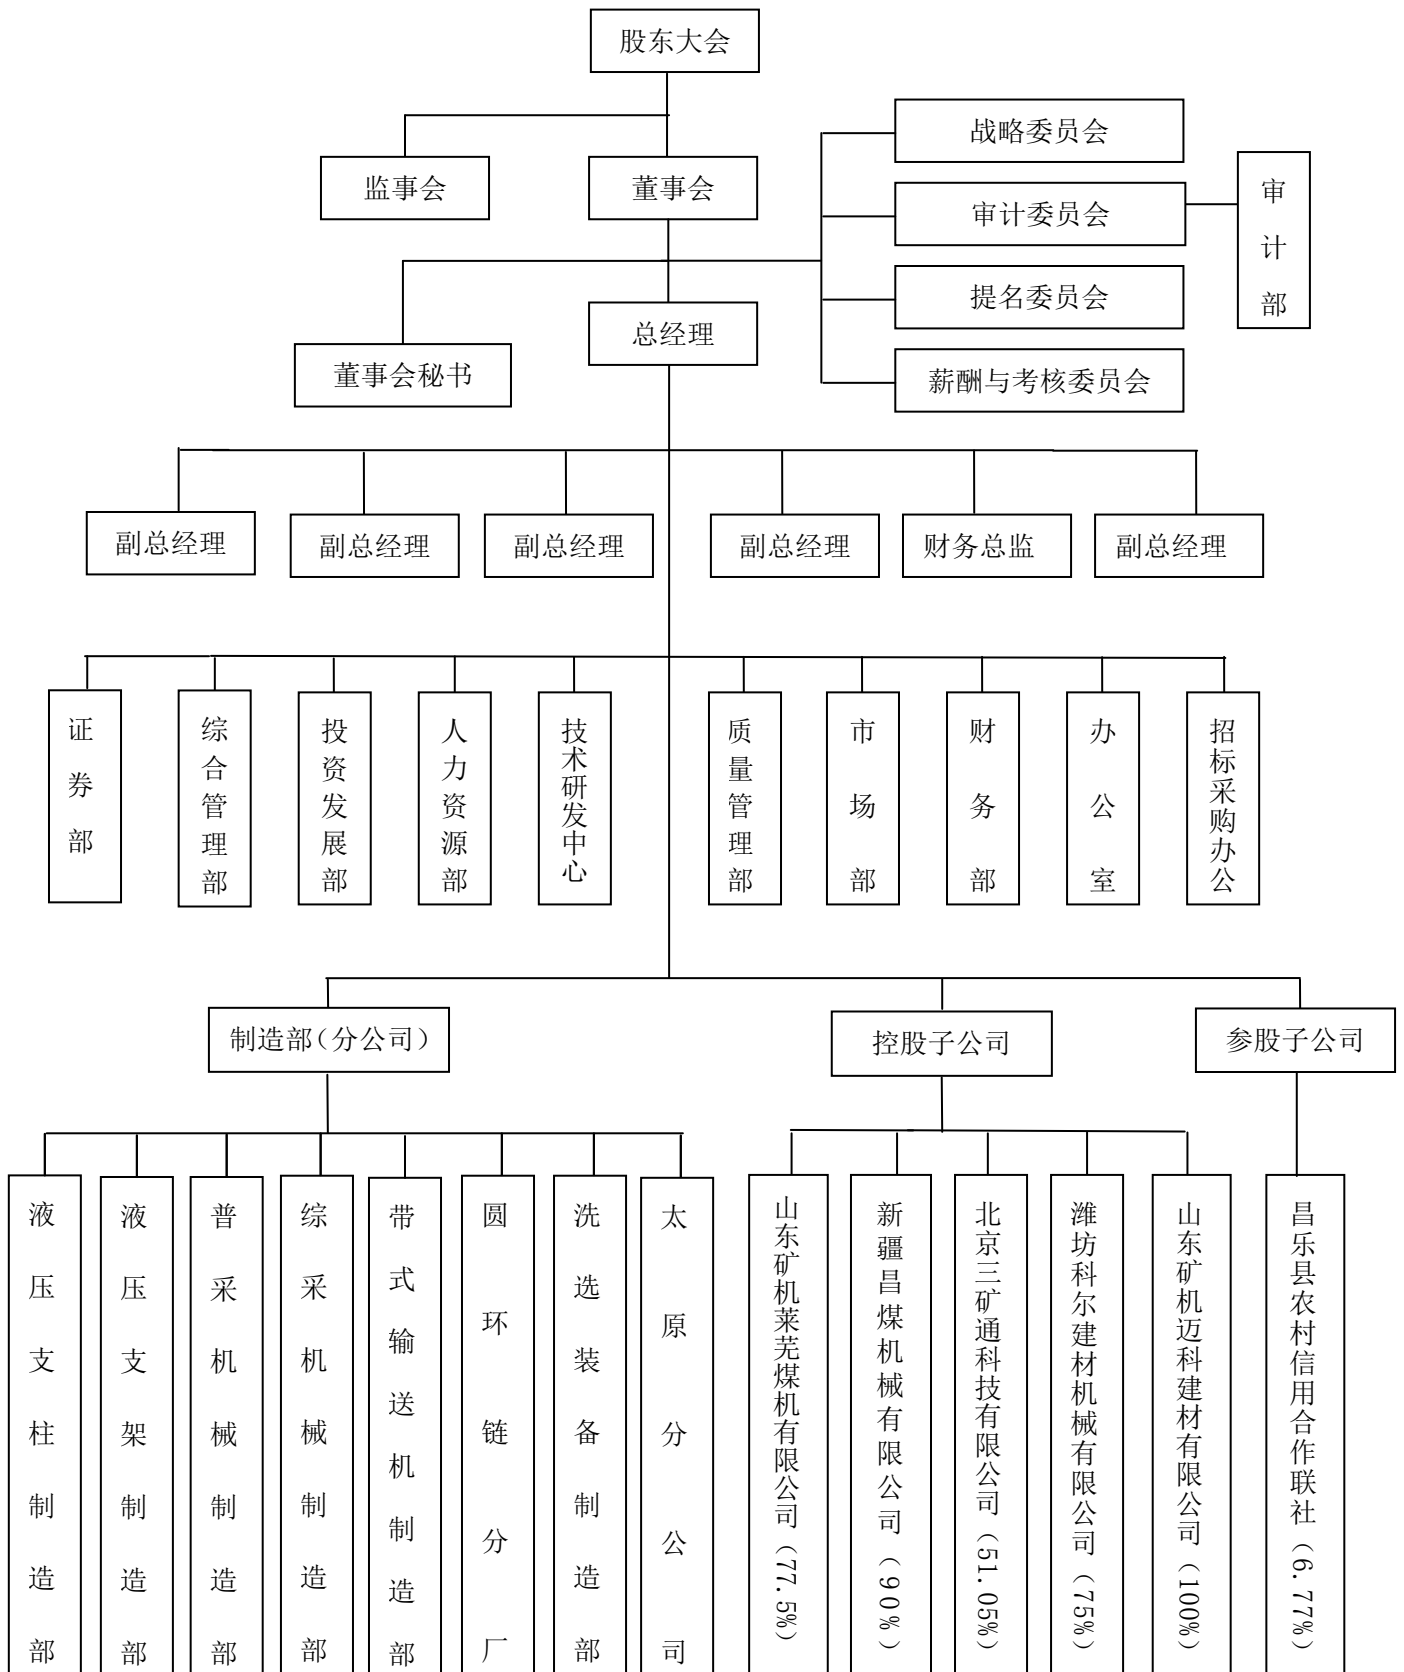 股东大会
监事会
董事会
战略委员会
审计委员会
提名委员会
薪酬与考核委员会
审计部
总经理
董事会秘书
副总经理
副总经理
副总经理
副总经理
财务总监
副总经理
证券部
综合管理部
投资发展部
人力资源部
技术研发中心
质量管理部
市场部
财务部
办公室
招标采购办公
制造部（分公司）
控股子公司
参股子公司
液压支柱制造部
液压支架制造部
普采机械制造部
综采机械制造部
带式输送机制造部
圆环链分厂
洗选装备制造部
太原分公司
山东矿机莱芜煤机有限公司（77.5%）
新疆昌煤机械有限公司（90%）
北京三矿通科技有限公司（51.05%）
潍坊科尔建材机械有限公司（75%）
山东矿机迈科建材有限公司（100%）
昌乐县农村信用合作联社（6.77%）